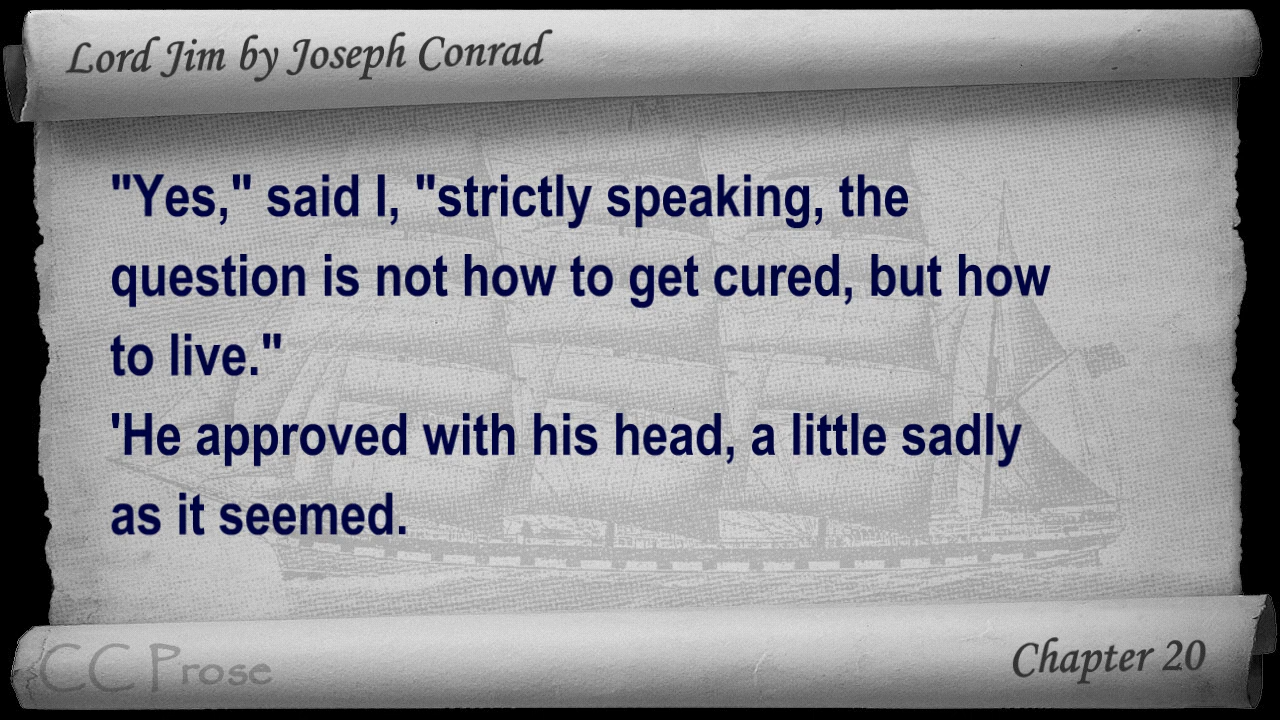 Lord Jim by Joseph Conrad
"Yes," said I, "strictly speaking, the
question is not how to get cured, but how
to live."
'He approved with his head, a little sadly
as it seemed.
CC Prose
Chapter 20